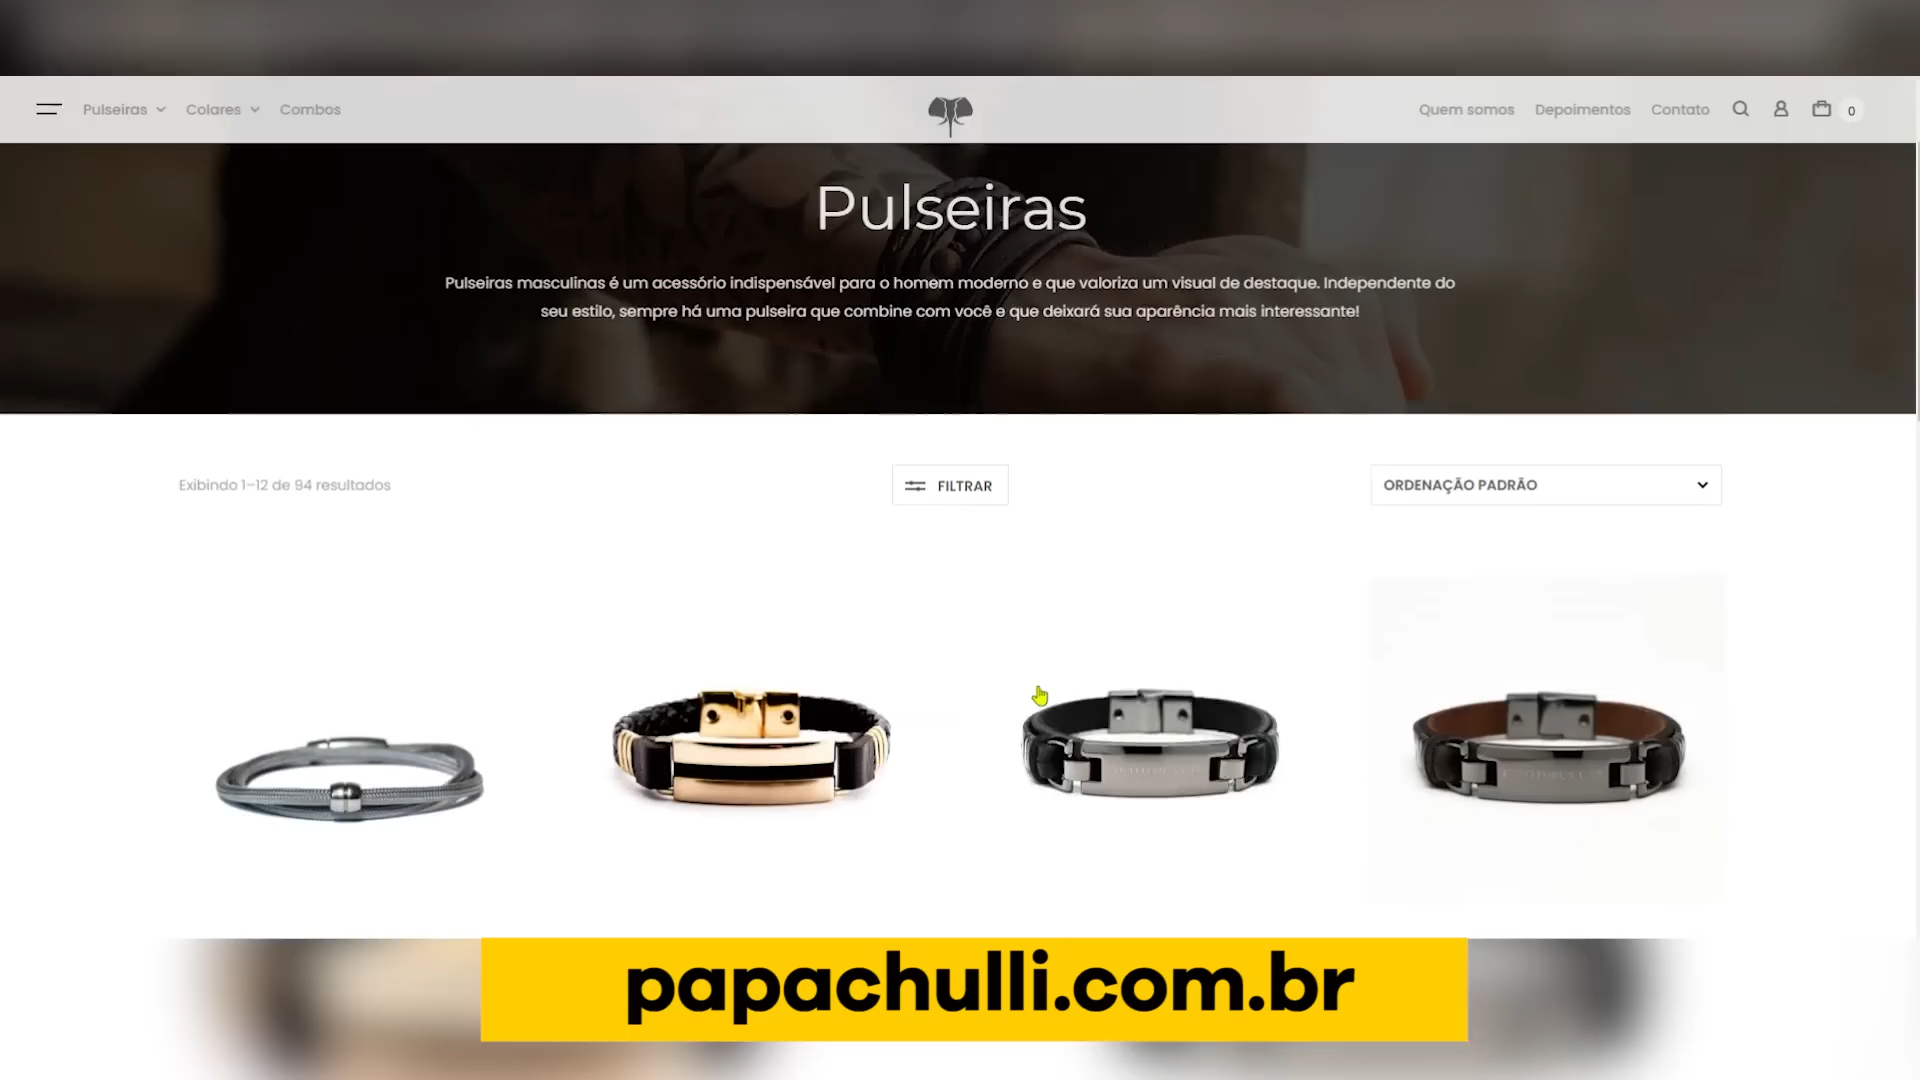 Pulseiras Colares Combos Quem somos Depoimentos Contato 0
Pulseiras
Pulseiras masculinas é um acessório indispensável para o homem moderno e que valoriza um visual de destaque. Independente do
seu estilo, sempre há uma pulseira que combine com você e que deixará sua aparência mais interessante!
Exibindo 1–12 de 94 resultados
FILTRAR
ORDENAÇÃO PADRÃO
papachulli.com.br